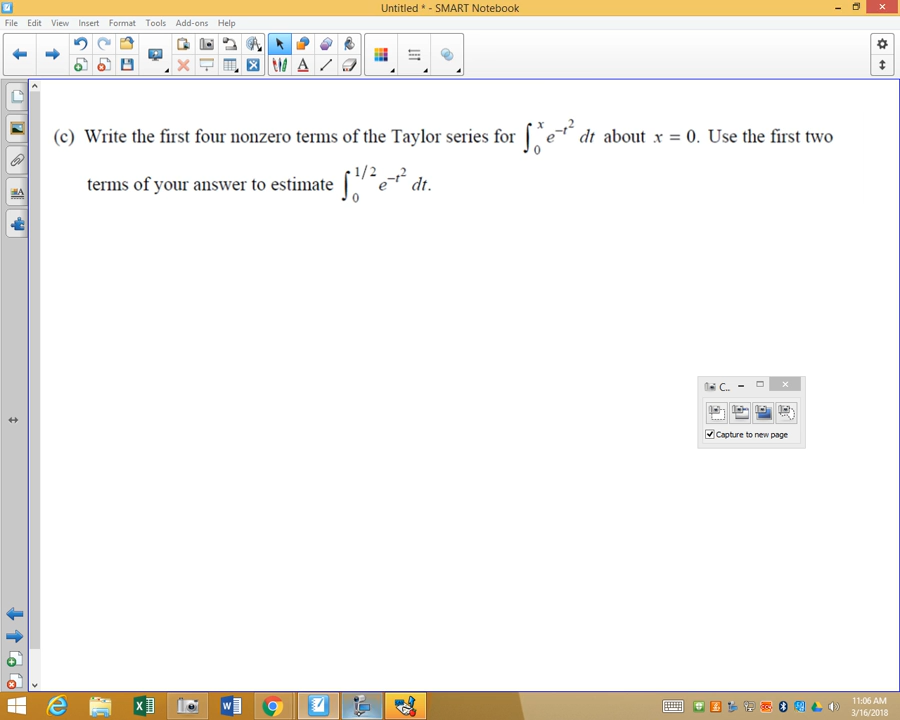 Untitled * - SMART Notebook
File Edit View Insert Format Tools Add-ons Help
(c) Write the first four nonzero terms of the Taylor series for ∫₀ˣ e^{-t²} dt about x = 0. Use the first two
terms of your answer to estimate ∫₀^{1/2} e^{-t²} dt.
C..
Capture to new page
11:06 AM
3/16/2018